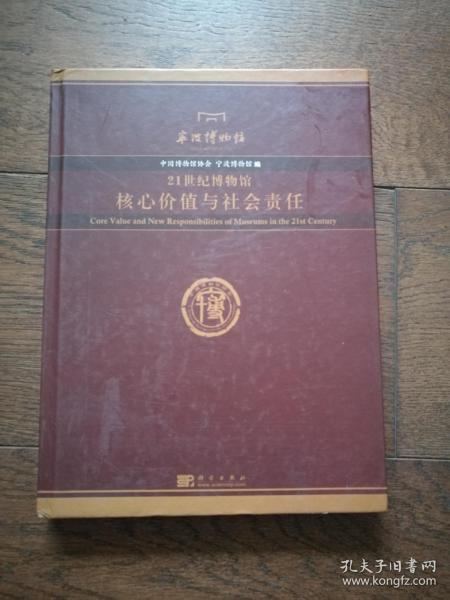 宁波博物馆
中国博物馆协会 宁波博物馆 编
21世纪博物馆
核心价值与社会责任
Core Value and New Responsibilities of Museums in the 21st Century
科学出版社
www.sciencep.com
孔夫子旧书网
www.kongfz.com